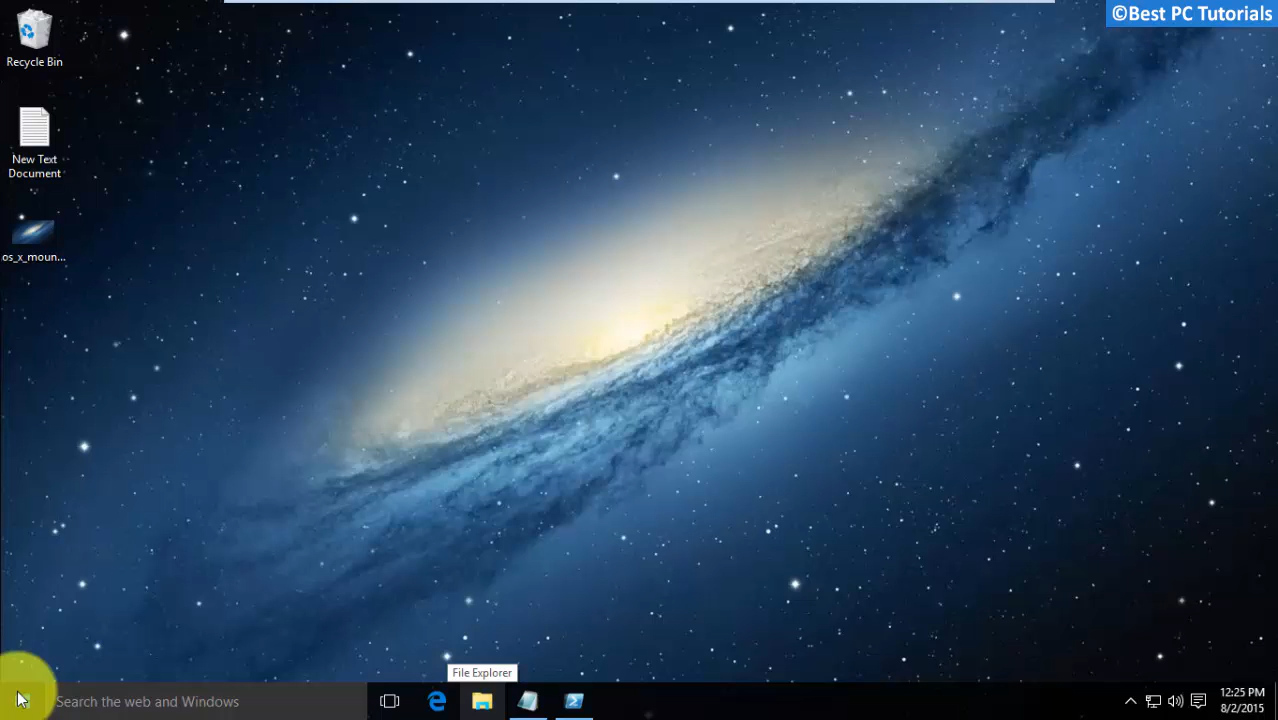 ©Best PC Tutorials
Recycle Bin
New Text
Document
os_x_moun...
File Explorer
Search the web and Windows
12:25 PM
8/2/2015